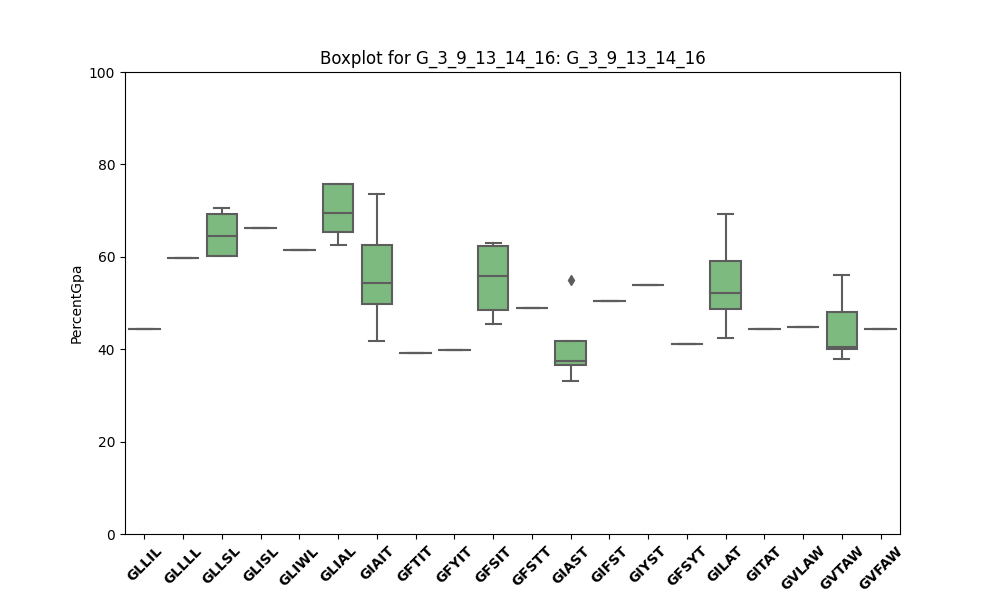 Boxplot for G_3_9_13_14_16: G_3_9_13_14_16
PercentGpa
100
80
60
40
20
0
GLLIL
GLLLL
GLLSL
GLISL
GLIWL
GLIAL
GIAIT
GFTIT
GFYIT
GFSIT
GFSTT
GIAST
GIFST
GIYST
GFSYT
GILAT
GITAT
GVLAW
GVTAW
GVFAW